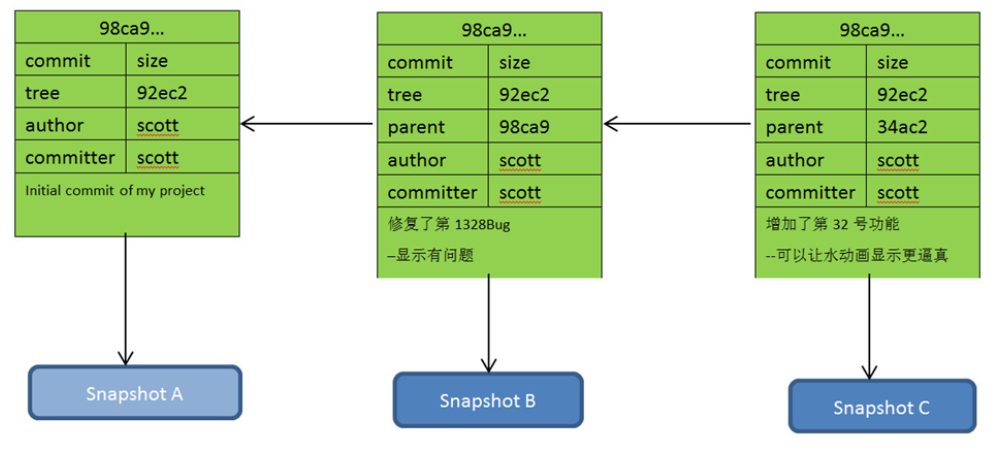 98ca9...
commit size
tree 92ec2
author scott
committer scott
Initial commit of my project
Snapshot A
98ca9...
commit size
tree 92ec2
parent 98ca9
author scott
committer scott
修复了第 1328Bug
–显示有问题
Snapshot B
98ca9...
commit size
tree 92ec2
parent 34ac2
author scott
committer scott
增加了第 32 号功能
--可以让水动画显示更逼真
Snapshot C